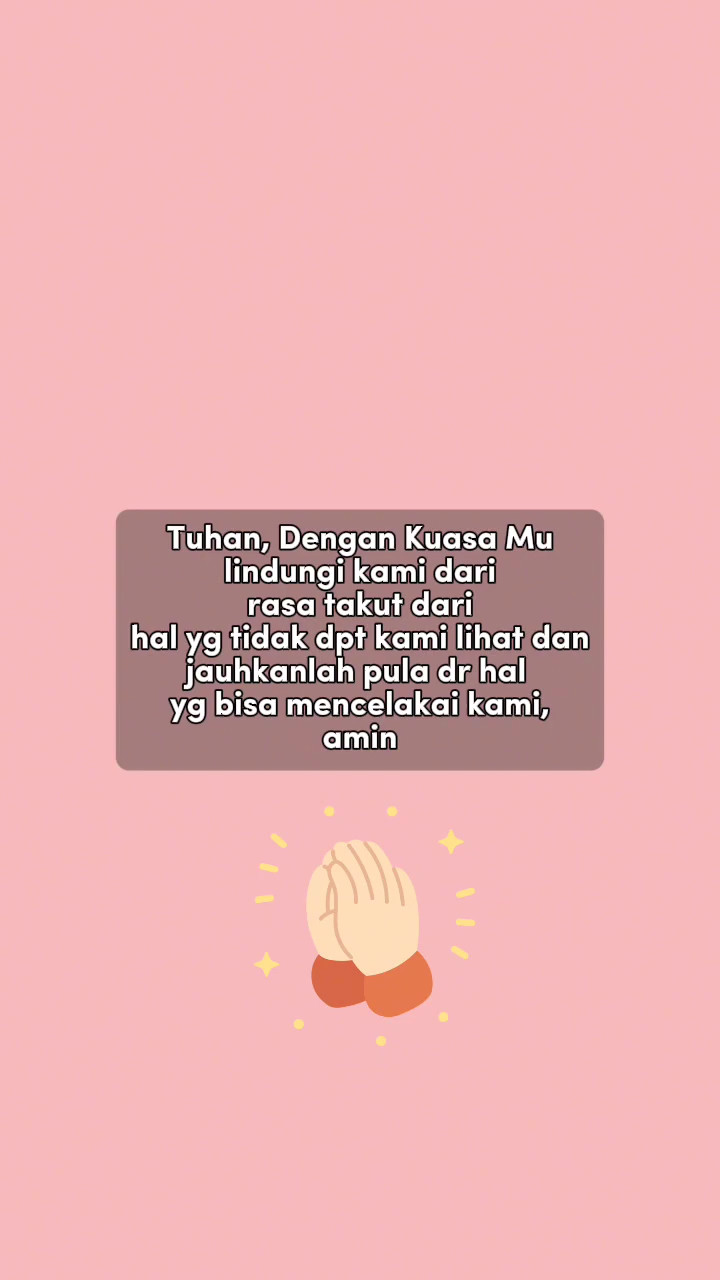 Tuhan, Dengan Kuasa Mu
lindungi kami dari
rasa takut dari
hal yg tidak dpt kami lihat dan
jauhkanlah pula dr hal
yg bisa mencelakai kami,
amin